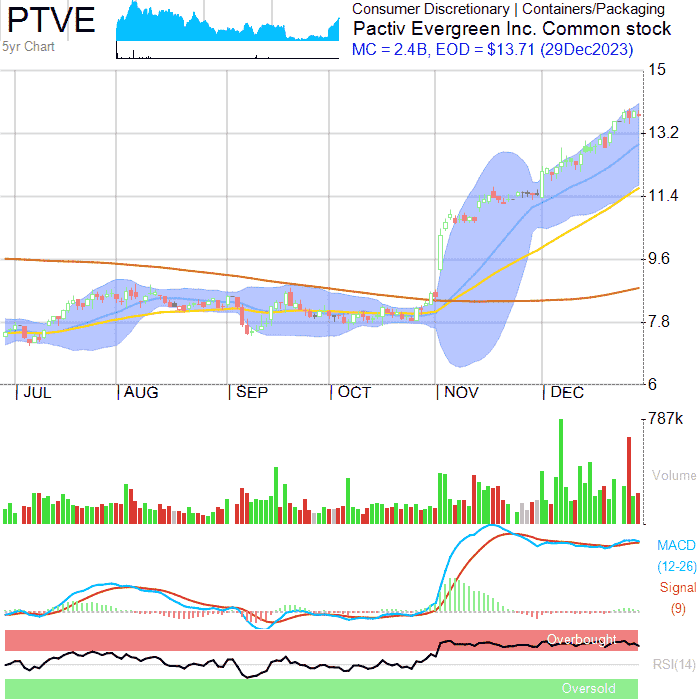 PTVE
5yr Chart
Consumer Discretionary | Containers/Packaging
Pactiv Evergreen Inc. Common stock
MC = 2.4B, EOD = $13.71 (29Dec2023)
15
13.2
11.4
9.6
7.8
6
JUL AUG SEP OCT NOV DEC
787k
Volume
MACD
(12-26)
Signal
(9)
Overbought
RSI(14)
Oversold